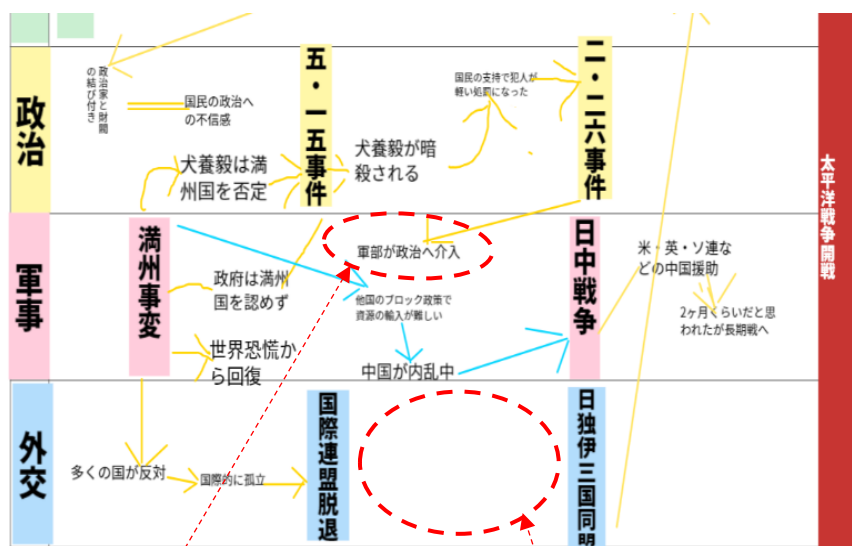 政治
政治家と財閥
の結び付き
国民の政治へ
の不信感
犬養毅は満
州国を否定
五・一五事件
犬養毅が暗
殺される
国民の支持で犯人が
軽い処罰になった
二・二六事件
軍事
満州事変
政府は満州
国を認めず
世界恐慌か
ら回復
軍部が政治へ介入
他国のブロック政策で
資源の輸入が難しい
中国が内乱中
日中戦争
米・英・ソ連な
どの中国援助
2ヶ月くらいだと思
われたが長期戦へ
外交
多くの国が反対
国際的に孤立
国際連盟脱退
日独伊三国同盟
太平洋戦争開戦